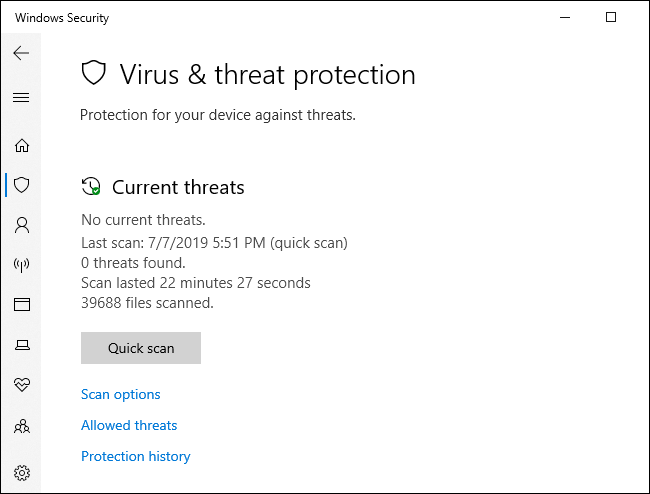 Windows Security
Virus & threat protection
Protection for your device against threats.
Current threats
No current threats.
Last scan: 7/7/2019 5:51 PM (quick scan)
0 threats found.
Scan lasted 22 minutes 27 seconds
39688 files scanned.
Quick scan
Scan options
Allowed threats
Protection history